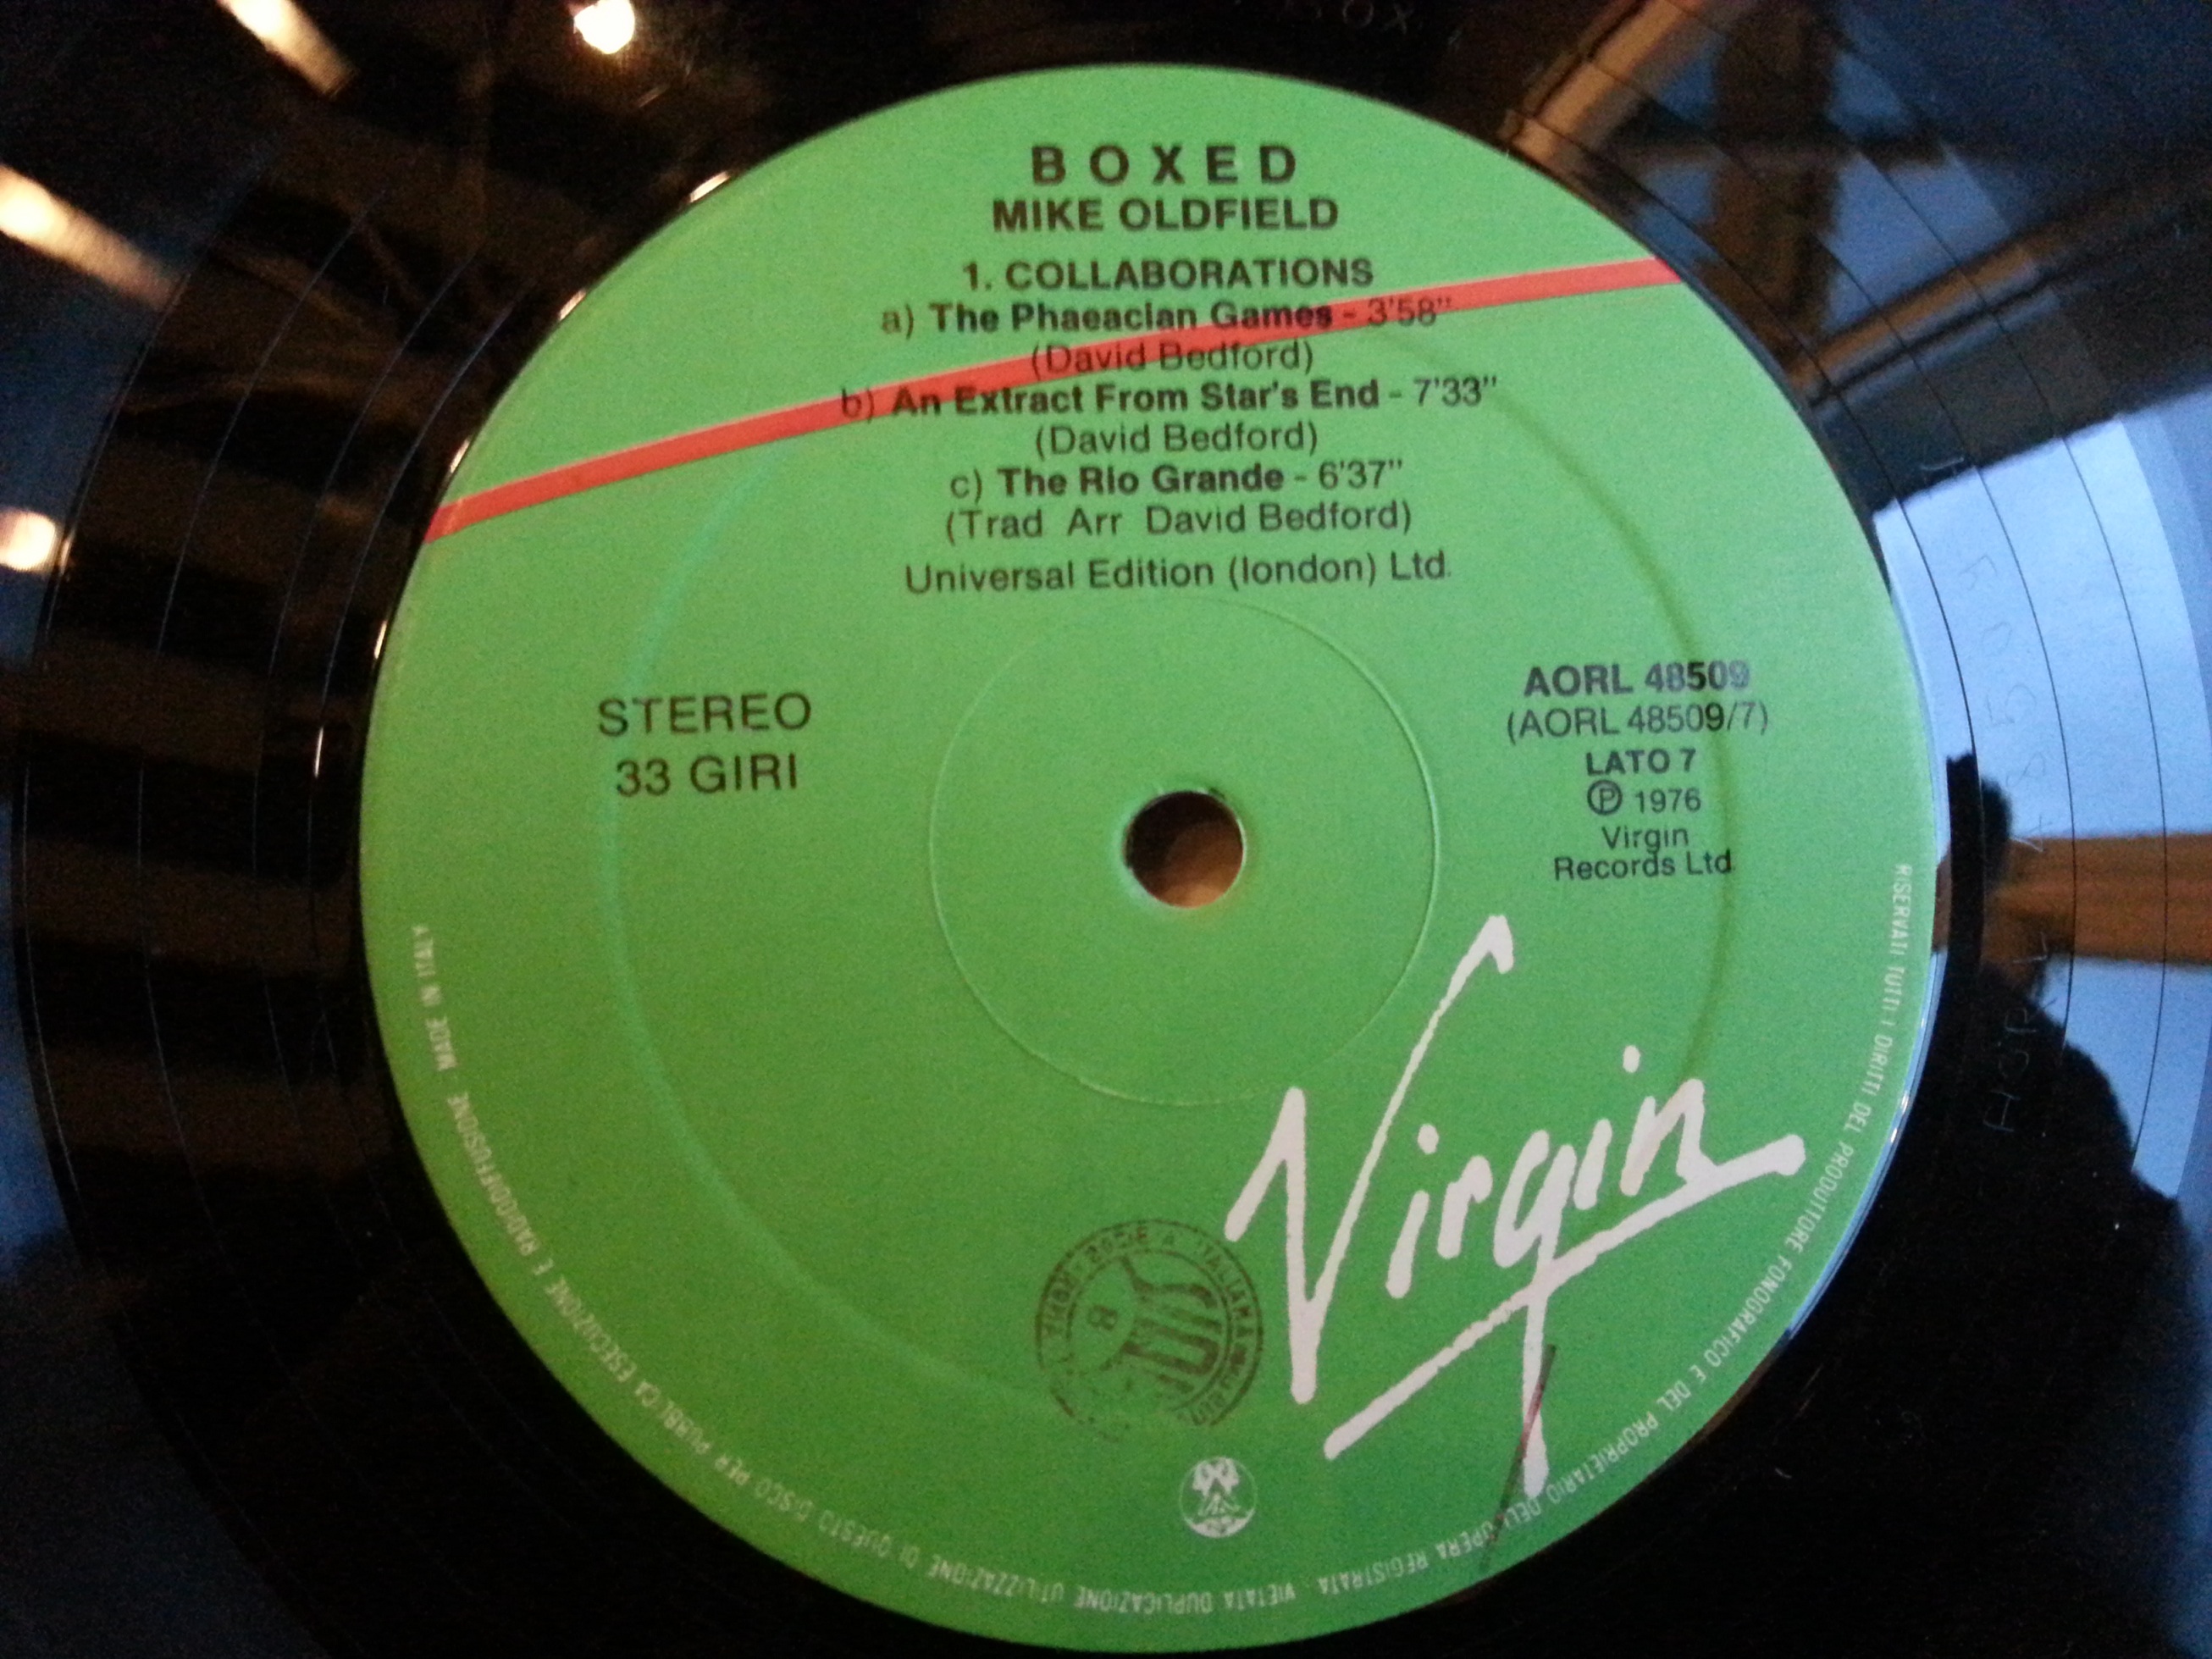 BOXED
MIKE OLDFIELD
1. COLLABORATIONS
a) The Phaeacian Games - 3'58"
(David Bedford)
b) An Extract From Star's End - 7'33"
(David Bedford)
c) The Rio Grande - 6'37"
(Trad Arr David Bedford)
Universal Edition (london) Ltd.
STEREO
33 GIRI
AORL 48509
(AORL 48509/7)
LATO 7
Ⓟ 1976
Virgin
Records Ltd
Virgin
RISERVATI TUTTI I DIRITTI DEL PRODUTTORE FONOGRAFICO E DEL PROPRIETARIO DELL'OPERA REGISTRATA · VIETATA DUPLICAZIONE UTILIZZAZIONE DI QUESTO DISCO PER PUBBLICA ESECUZIONE E RADIODIFFUSIONE · MADE IN ITALY